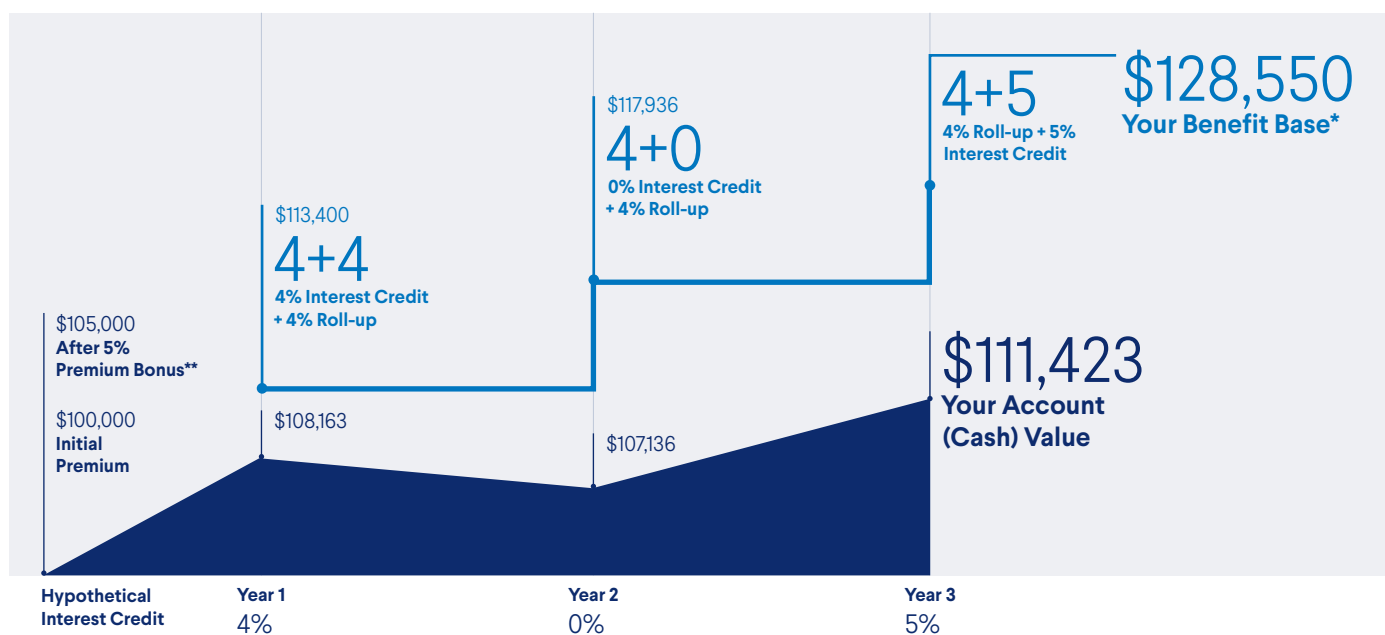 $105,000
After 5%
Premium Bonus**
$100,000
Initial
Premium
$113,400
4+4
4% Interest Credit
+ 4% Roll-up
$108,163
$117,936
4+0
0% Interest Credit
+ 4% Roll-up
$107,136
4+5
4% Roll-up + 5%
Interest Credit
$128,550
Your Benefit Base*
$111,423
Your Account
(Cash) Value
Hypothetical
Interest Credit
Year 1
4%
Year 2
0%
Year 3
5%